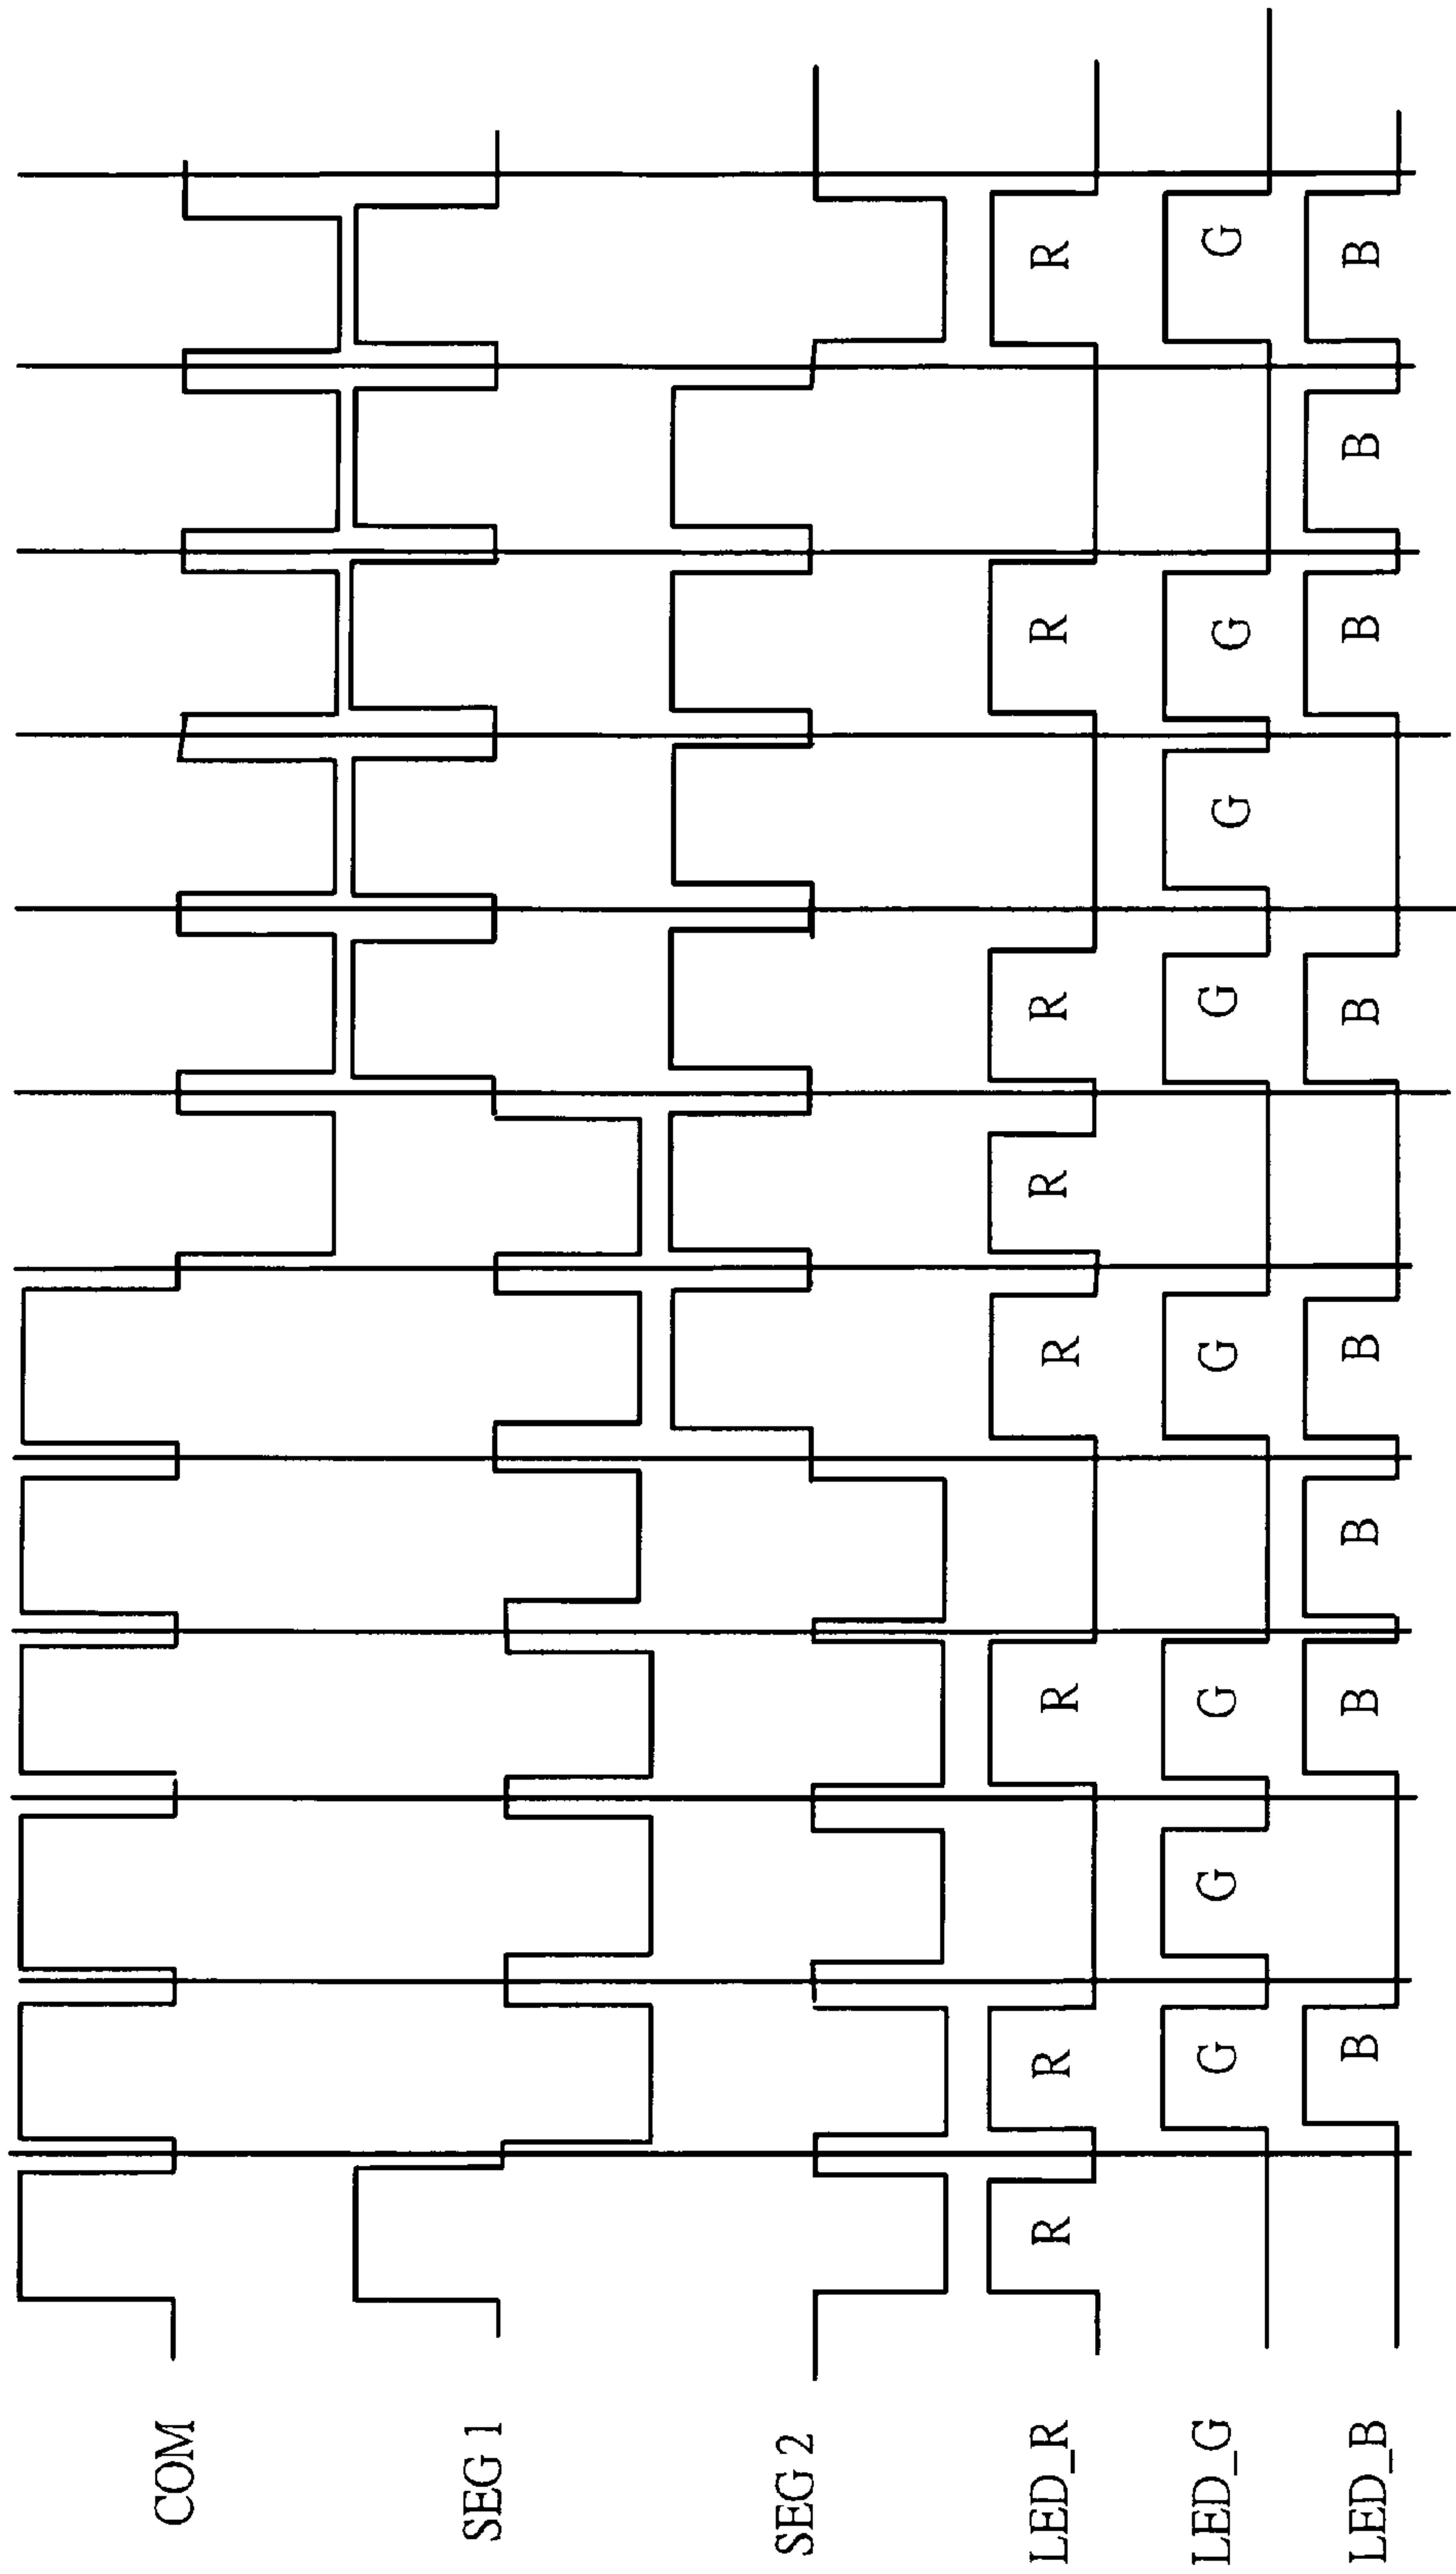 COM
SEG 1
SEG 2
LED_R R R R R R R R R
LED_G G G G G G G G G
LED_B B B B B B B B B